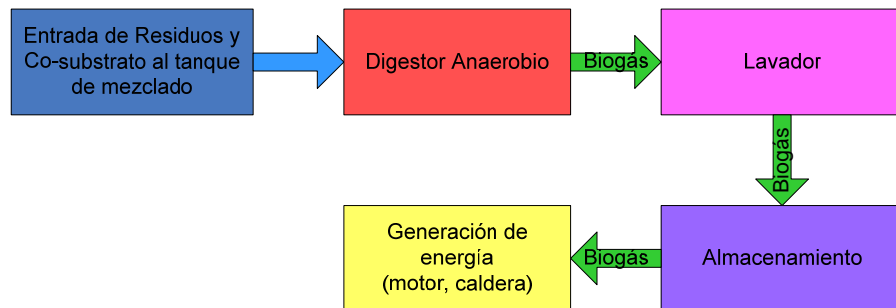 Entrada de Residuos y
Co-substrato al tanque
de mezclado
Digestor Anaerobio
Biogás
Lavador
Biogás
Almacenamiento
Biogás
Generación de
energía
(motor, caldera)